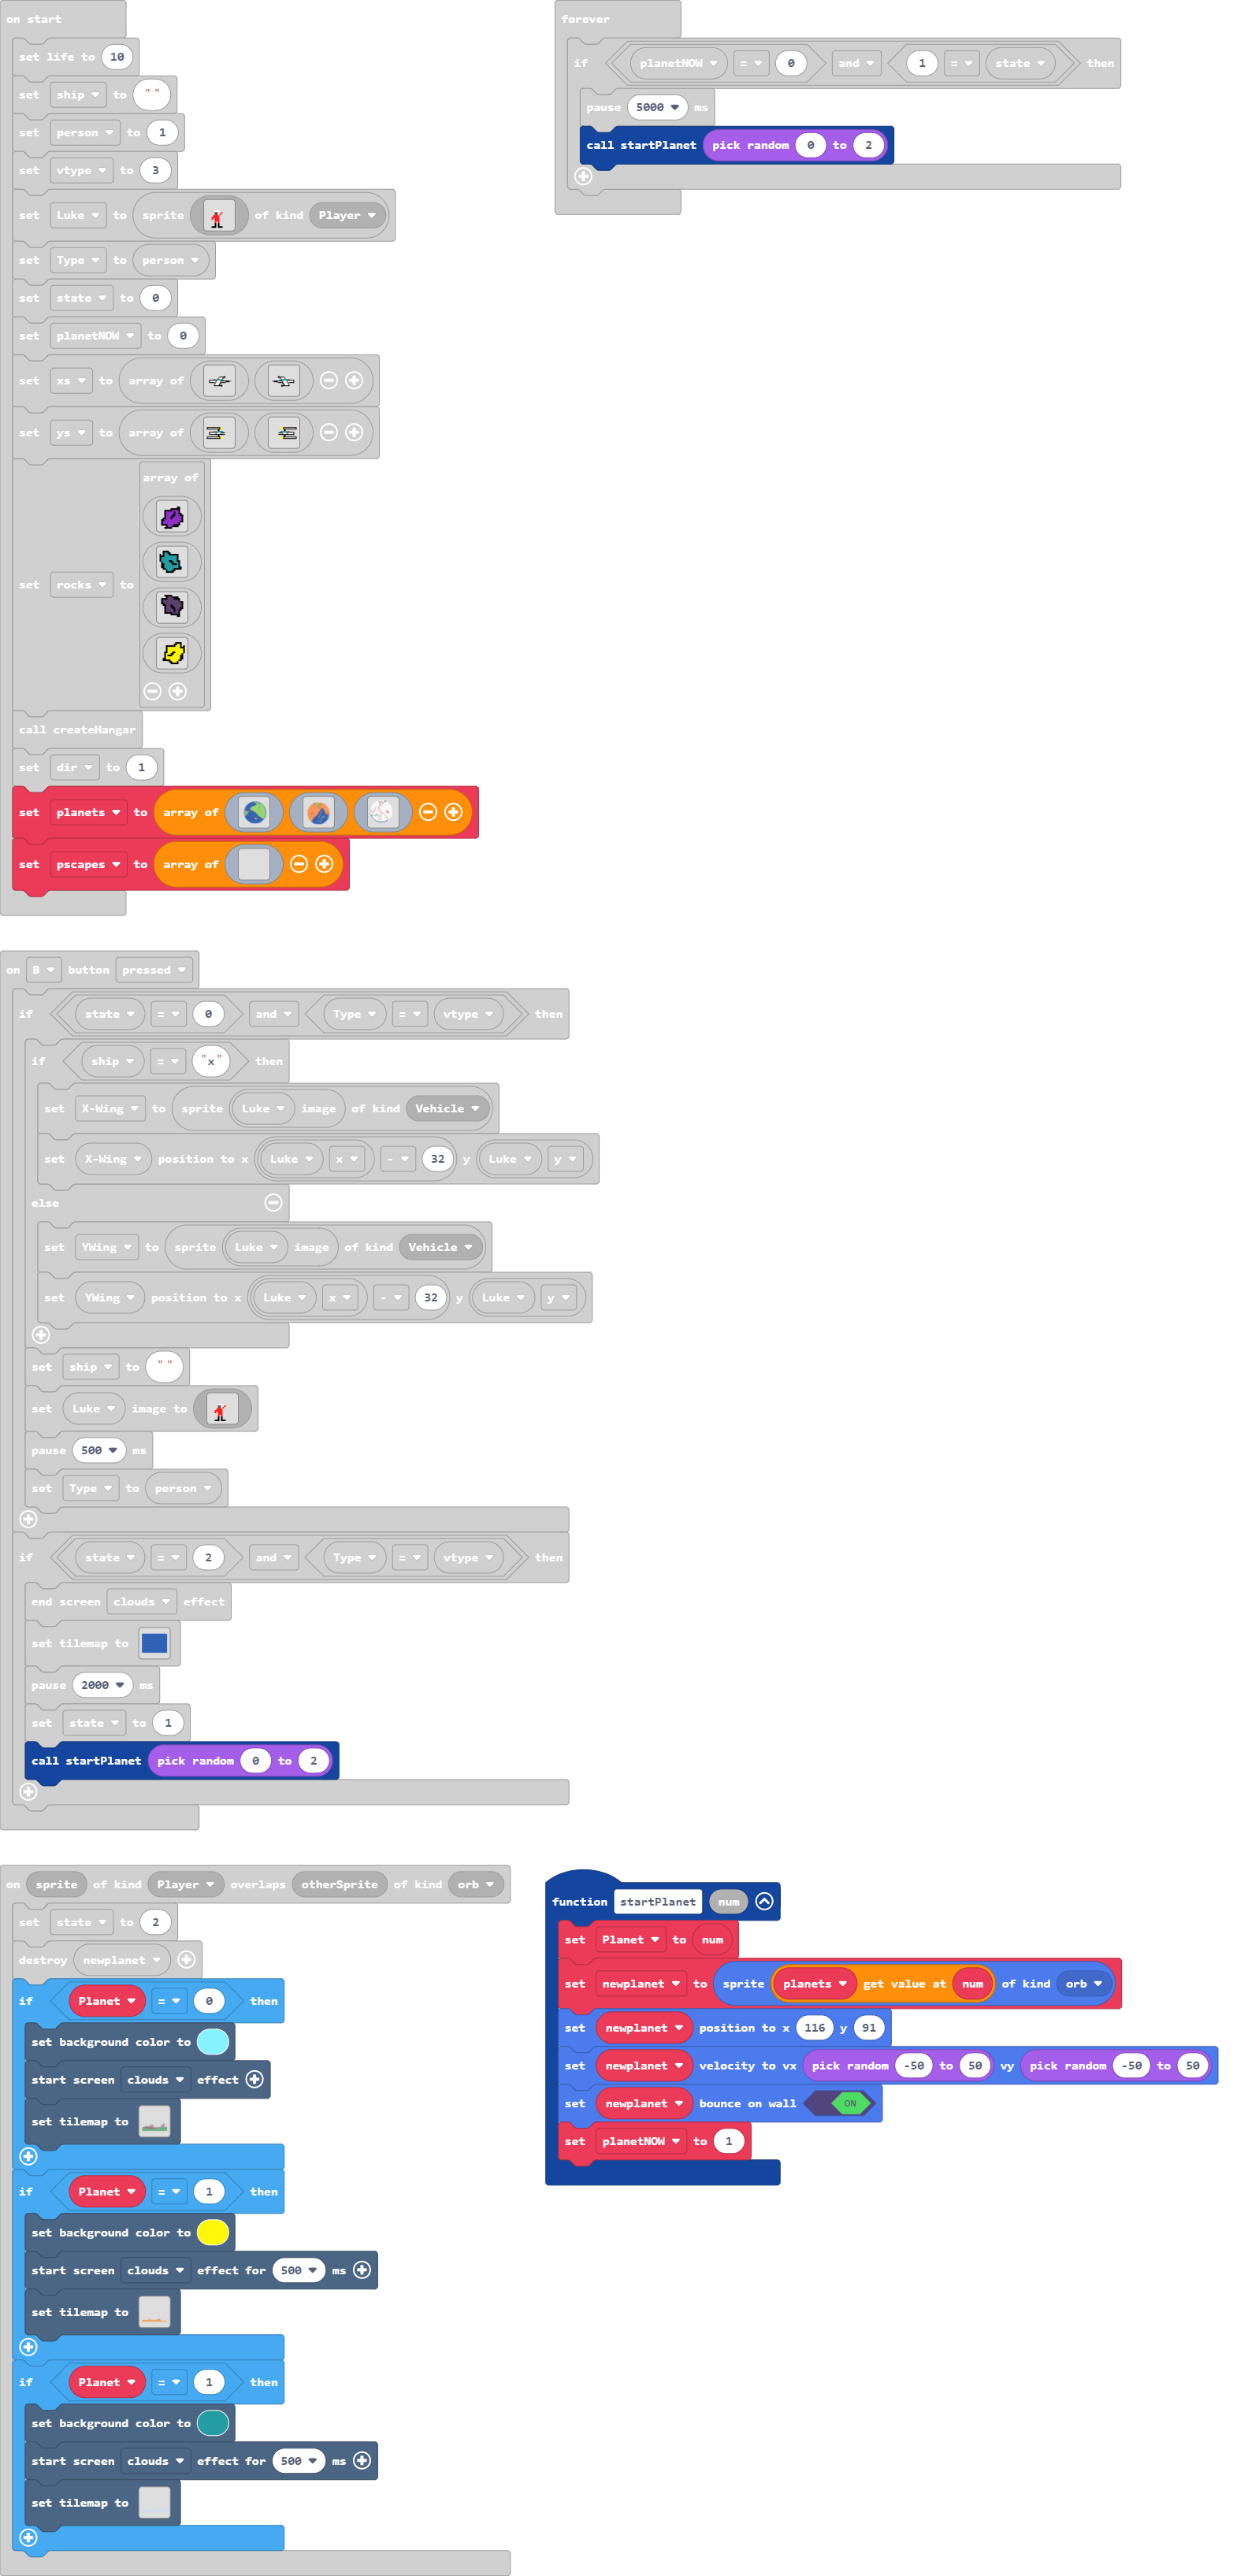 on start
set life to 10
set ship to " "
set person to 1
set vtype to 3
set Luke to sprite of kind Player
set Type to person
set state to 0
set planetNOW to 0
set xs to array of
set ys to array of
array of
set rocks to
call createHangar
set dir to 1
set planets to array of
set pscapes to array of
forever
if planetNOW = 0 and 1 = state then
pause 5000 ms
call startPlanet pick random 0 to 2
on B button pressed
if state = 0 and Type = vtype then
if ship = "x" then
set X-Wing to sprite Luke image of kind Vehicle
set X-Wing position to x Luke x - 32 y Luke y
else
set YWing to sprite Luke image of kind Vehicle
set YWing position to x Luke x - 32 y Luke y
set ship to " "
set Luke image to
pause 500 ms
set Type to person
if state = 2 and Type = vtype then
end screen clouds effect
set tilemap to
pause 2000 ms
set state to 1
call startPlanet pick random 0 to 2
on sprite of kind Player overlaps otherSprite of kind orb
set state to 2
destroy newplanet
if Planet = 0 then
set background color to
start screen clouds effect
set tilemap to
if Planet = 1 then
set background color to
start screen clouds effect for 500 ms
set tilemap to
if Planet = 1 then
set background color to
start screen clouds effect for 500 ms
set tilemap to
function startPlanet num
set Planet to num
set newplanet to sprite planets get value at num of kind orb
set newplanet position to x 116 y 91
set newplanet velocity to vx pick random -50 to 50 vy pick random -50 to 50
set newplanet bounce on wall ON
set planetNOW to 1